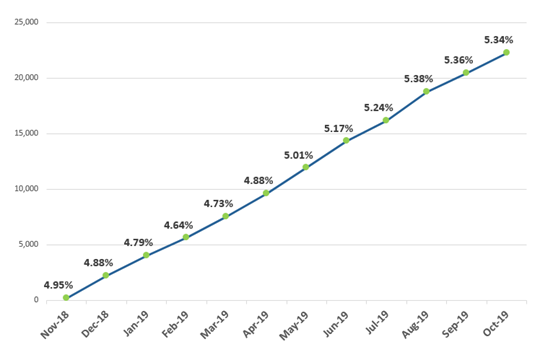 25,000
20,000
15,000
10,000
5,000
0
4.95%
4.88%
4.79%
4.64%
4.73%
4.88%
5.01%
5.17%
5.24%
5.38%
5.36%
5.34%
Nov-18
Dec-18
Jan-19
Feb-19
Mar-19
Apr-19
May-19
Jun-19
Jul-19
Aug-19
Sep-19
Oct-19